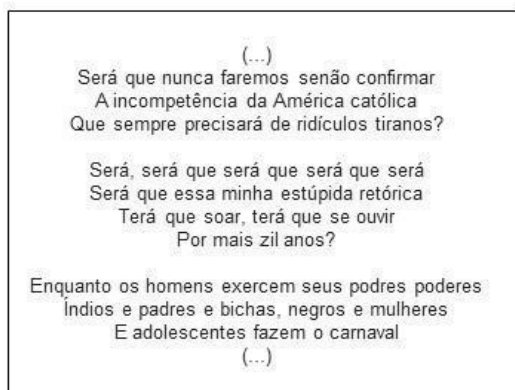 (...)
Será que nunca faremos senão confirmar
A incompetência da América católica
Que sempre precisará de ridículos tiranos?
Será, será que será que será que será
Será que essa minha estúpida retórica
Terá que soar, terá que se ouvir
Por mais zil anos?
Enquanto os homens exercem seus podres poderes
Índios e padres e bichas, negros e mulheres
E adolescentes fazem o carnaval
(...)